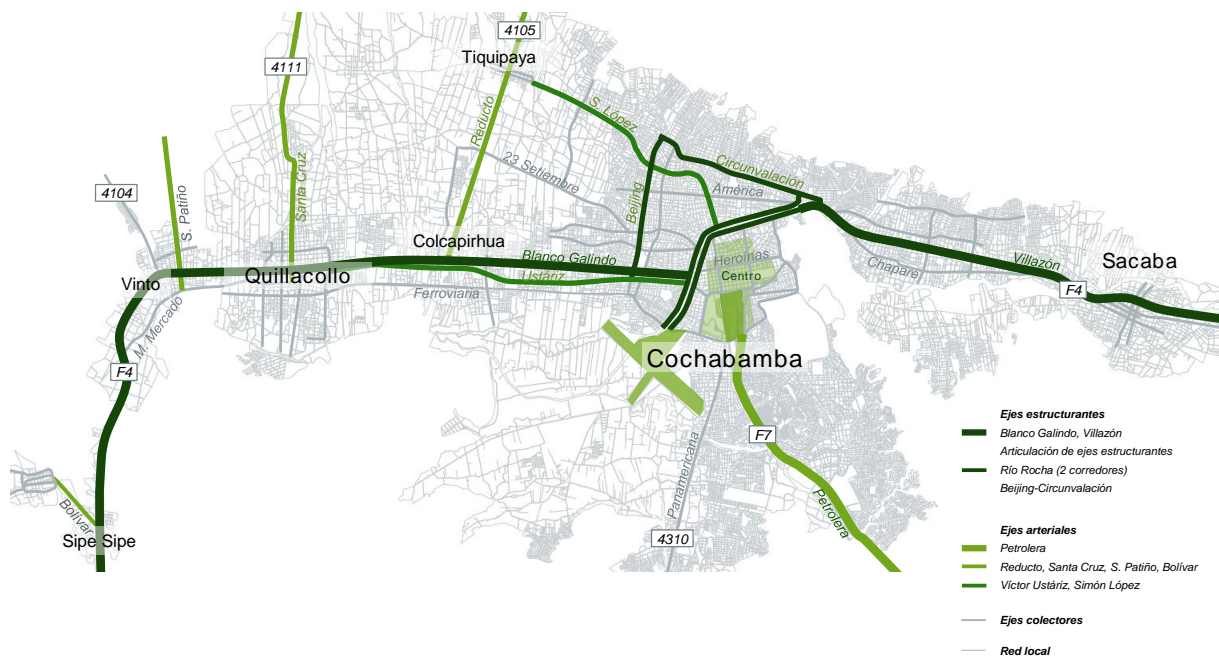 4105
Tiquipaya
4111
S. López
Reducto
Circunvalación
23 Setiembre
América
4104
S. Patiño
Santa Cruz
Beijing
Colcapirhua
Blanco Galindo
Heroínas
Centro
Chapare
Villazón
Sacaba
F4
Vinto
Quillacollo
Ustáriz
Ferroviaria
M. Mercado
F4
Cochabamba
F7
Panamericana
Petrolera
Bolívar
Sipe Sipe
4310
Ejes estructurantes
Blanco Galindo, Villazón
Articulación de ejes estructurantes
Río Rocha (2 corredores)
Beijing-Circunvalación
Ejes arteriales
Petrolera
Reducto, Santa Cruz, S. Patiño, Bolívar
Víctor Ustáriz, Simón López
Ejes colectores
Red local